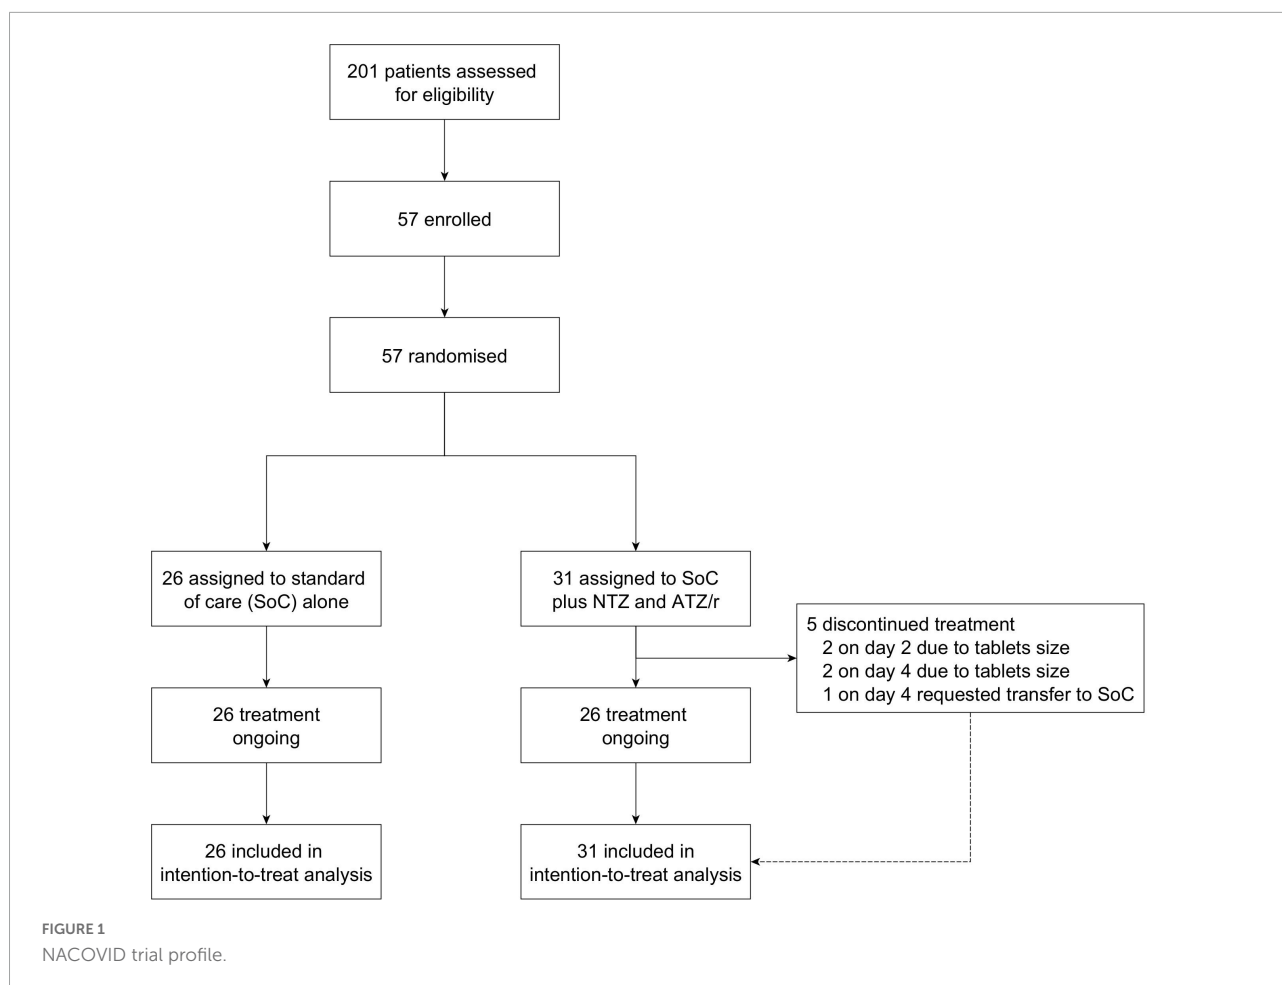 201 patients assessed
for eligibility
57 enrolled
57 randomised
26 assigned to standard
of care (SoC) alone
31 assigned to SoC
plus NTZ and ATZ/r
5 discontinued treatment
2 on day 2 due to tablets size
2 on day 4 due to tablets size
1 on day 4 requested transfer to SoC
26 treatment
ongoing
26 treatment
ongoing
26 included in
intention-to-treat analysis
31 included in
intention-to-treat analysis
FIGURE 1
NACOVID trial profile.